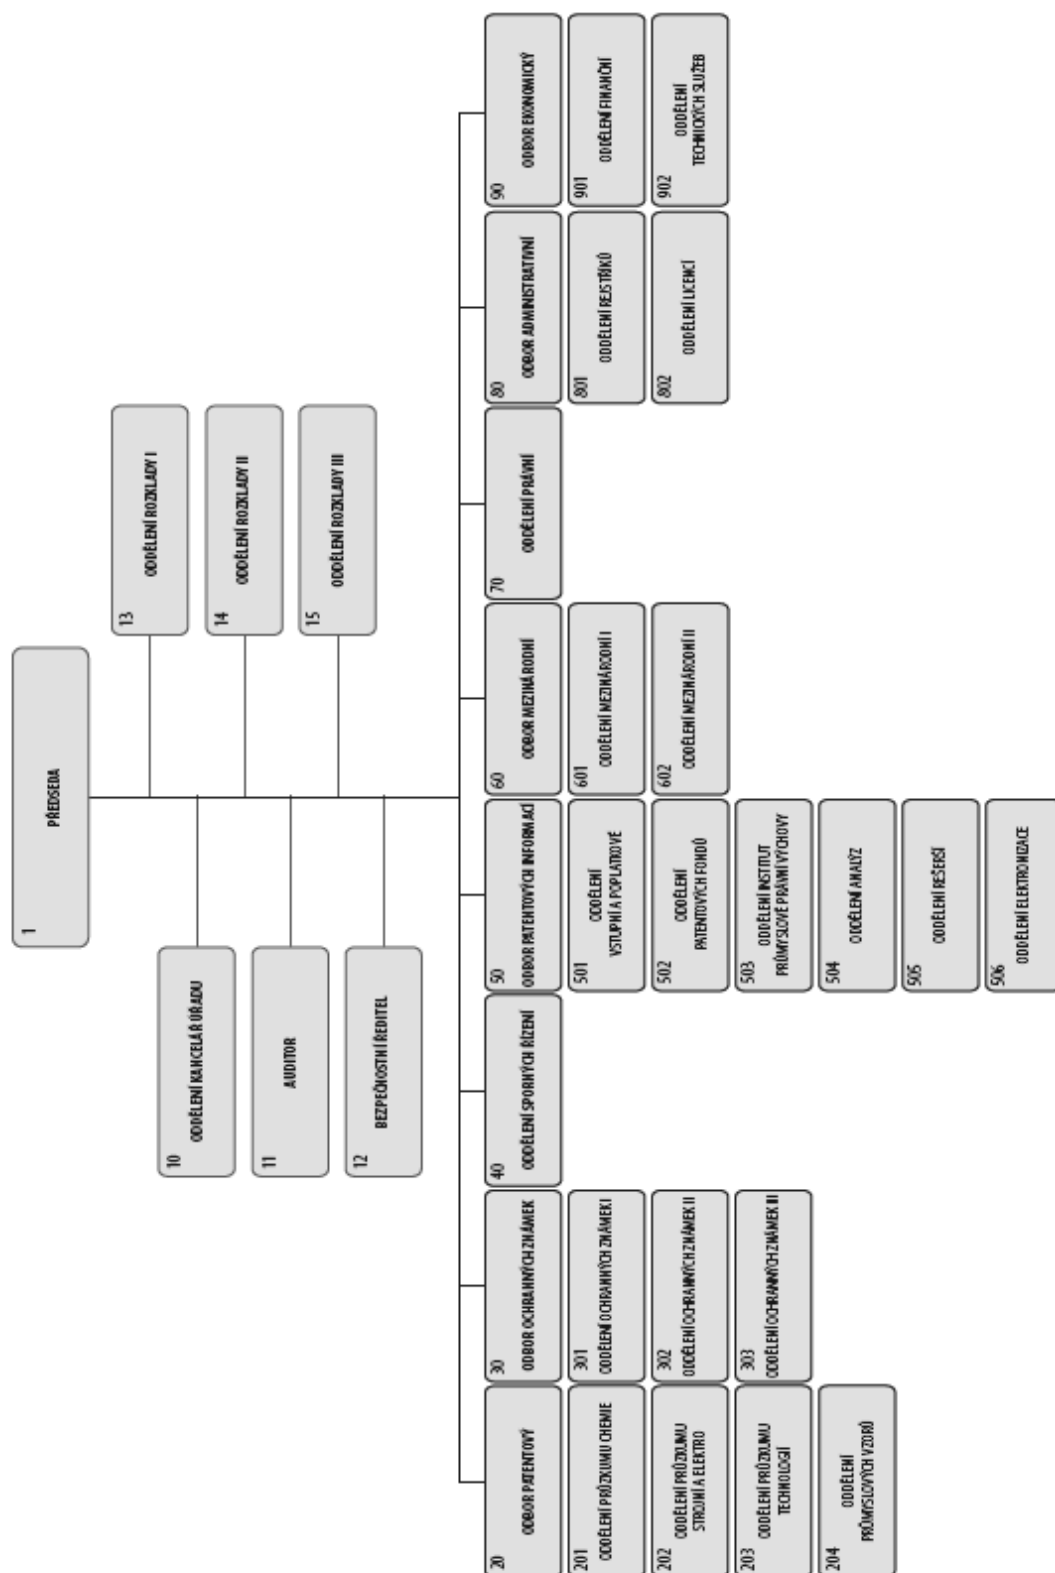 1
PŘEDSEDA
10
ODDĚLENÍ KANCELÁŘ ÚŘADU
11
AUDITOR
12
BEZPEČNOSTNÍ ŘEDITEL
13
ODDĚLENÍ ROZKLADY I
14
ODDĚLENÍ ROZKLADY II
15
ODDĚLENÍ ROZKLADY III
20
ODBOR PATENTOVÝ
201
ODDĚLENÍ PRŮZKUMU CHEMIE
202
ODDĚLENÍ PRŮZKUMU
STROJNÍ A ELEKTRO
203
ODDĚLENÍ PRŮZKUMU
TECHNOLOGIÍ
204
ODDĚLENÍ
PRŮMYSLOVÝCH VZORŮ
30
ODBOR OCHRANNÝCH ZNÁMEK
301
ODDĚLENÍ OCHRANNÝCH ZNÁMEK I
302
ODDĚLENÍ OCHRANNÝCH ZNÁMEK II
303
ODDĚLENÍ OCHRANNÝCH ZNÁMEK III
40
ODDĚLENÍ SPORNÝCH ŘÍZENÍ
50
ODBOR PATENTOVÝCH INFORMACÍ
501
ODDĚLENÍ
VSTUPNÍ A POPLATKOVÉ
502
ODDĚLENÍ
PATENTOVÝCH FONDŮ
503
ODDĚLENÍ INSTITUT
PRŮMYSLOVĚ PRÁVNÍ VÝCHOVY
504
ODDĚLENÍ ANALÝZ
505
ODDĚLENÍ REŠERŠÍ
506
ODDĚLENÍ ELEKTRONIZACE
60
ODBOR MEZINÁRODNÍ
601
ODDĚLENÍ MEZINÁRODNÍ I
602
ODDĚLENÍ MEZINÁRODNÍ II
70
ODDĚLENÍ PRÁVNÍ
80
ODBOR ADMINISTRATIVNÍ
801
ODDĚLENÍ REJSTŘÍKŮ
802
ODDĚLENÍ LICENCÍ
90
ODBOR EKONOMICKÝ
901
ODDĚLENÍ FINANČNÍ
902
ODDĚLENÍ
TECHNICKÝCH SLUŽEB